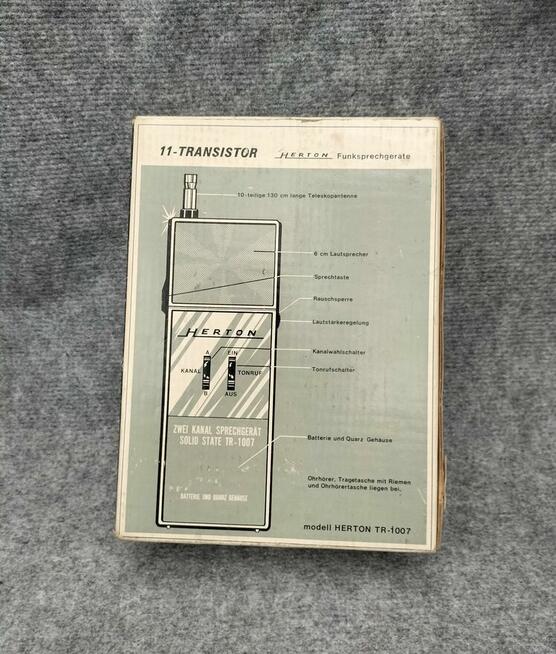 11-TRANSISTOR HERTON Funksprechgeräte
10-teilige 130 cm lange Teleskopantenne
6 cm Lautsprecher
Sprechtaste
Rauschsperre
Lautstärkeregelung
HERTON
A EIN
Kanalwahlschalter
KANAL TONRUF
Tonrufschalter
B AUS
ZWEI KANAL SPRECHGERÄT
SOLID STATE TR-1007
Batterie und Quarz Gehäuse
Ohrhörer, Tragetasche mit Riemen
und Ohrhörertasche liegen bei.
BATTERIE UND QUARZ GEHÄUSE
modell HERTON TR-1007